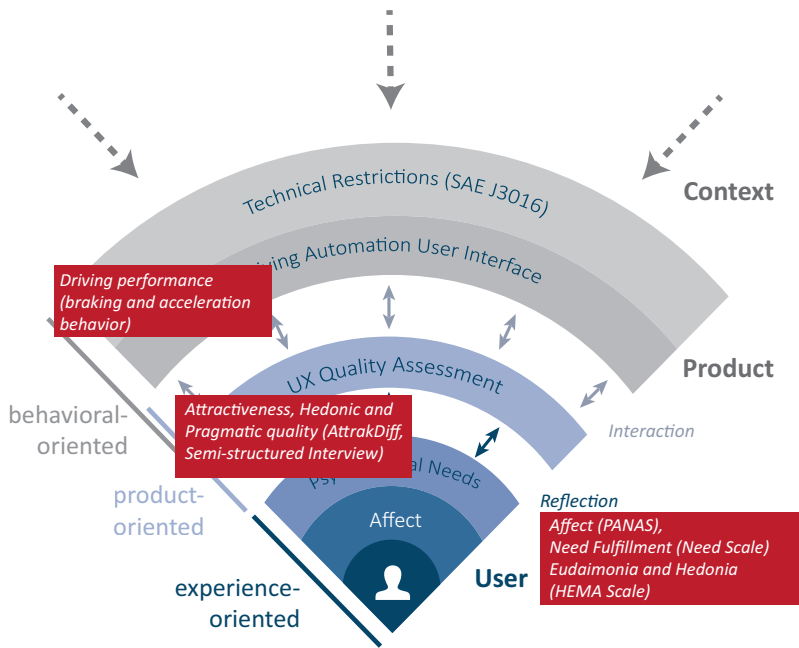 Technical Restrictions (SAE J3016)
Context
iving Automation User Interface
Driving performance
(braking and acceleration
behavior)
Product
UX Quality Assessment
behavioral-
oriented
Attractiveness, Hedonic and
Pragmatic quality (AttrakDiff,
Semi-structured Interview)
Interaction
Needs
product-
oriented
Reflection
Affect
Affect (PANAS),
Need Fulfillment (Need Scale)
Eudaimonia and Hedonia
(HEMA Scale)
User
experience-
oriented